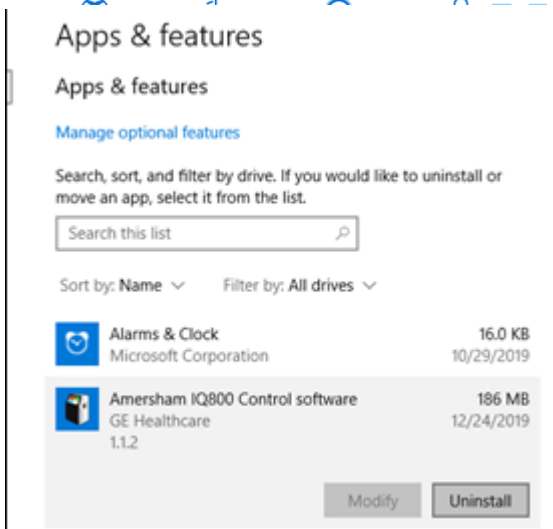 Apps & features
Apps & features
Manage optional features
Search, sort, and filter by drive. If you would like to uninstall or
move an app, select it from the list.
Search this list
Sort by: Name Filter by: All drives
Alarms & Clock 16.0 KB
Microsoft Corporation 10/29/2019
Amersham IQ800 Control software 186 MB
GE Healthcare 12/24/2019
1.1.2
Modify Uninstall